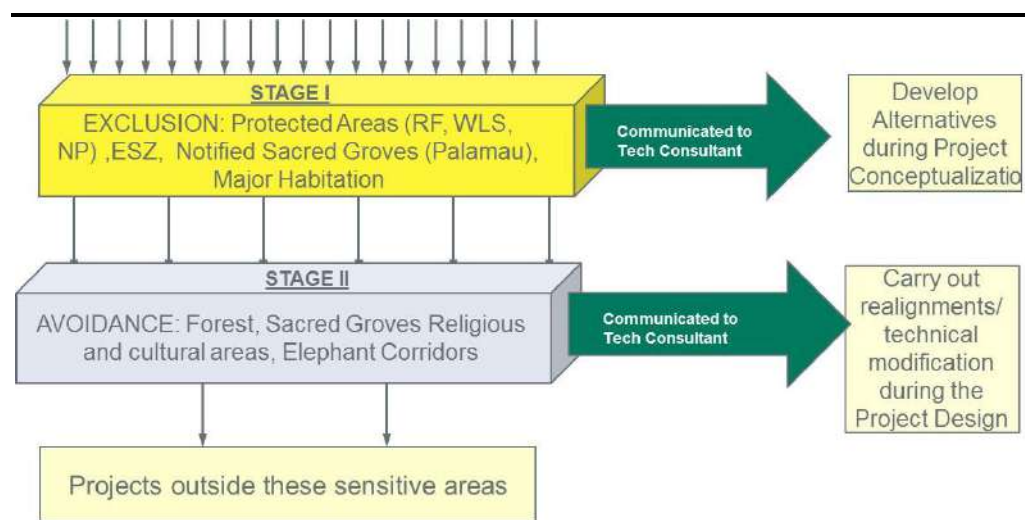 STAGE I
EXCLUSION: Protected Areas (RF, WLS,
NP) ,ESZ, Notified Sacred Groves (Palamau),
Major Habitation
Communicated to
Tech Consultant
Develop
Alternatives
during Project
Conceptualizatio
STAGE II
AVOIDANCE: Forest, Sacred Groves Religious
and cultural areas, Elephant Corridors
Communicated to
Tech Consultant
Carry out
realignments/
technical
modification
during the
Project Design
Projects outside these sensitive areas